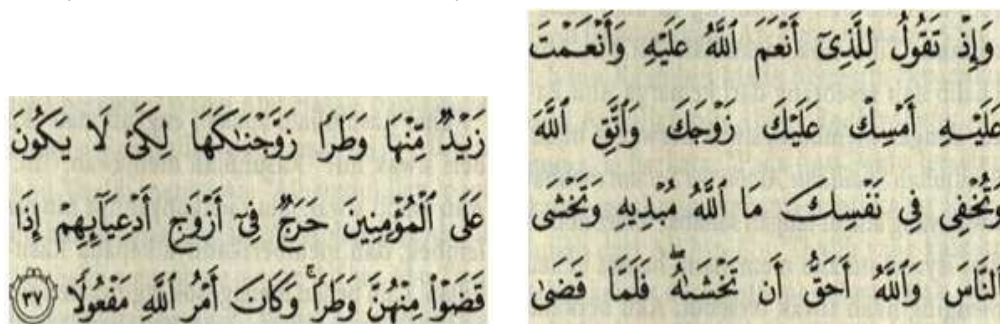 وَإِذْ تَقُولُ لِلَّذِىٓ أَنْعَمَ ٱللَّهُ عَلَيْهِ وَأَنْعَمْتَ
عَلَيْهِ أَمْسِكْ عَلَيْكَ زَوْجَكَ وَٱتَّقِ ٱللَّهَ
وَتُخْفِى فِى نَفْسِكَ مَا ٱللَّهُ مُبْدِيهِ وَتَخْشَى
ٱلنَّاسَ وَٱللَّهُ أَحَقُّ أَن تَخْشَىٰهُ ۖ فَلَمَّا قَضَىٰ
زَيْدٌ مِّنْهَا وَطَرًا زَوَّجْنَٰكَهَا لِكَىْ لَا يَكُونَ
عَلَى ٱلْمُؤْمِنِينَ حَرَجٌ فِىٓ أَزْوَٰجِ أَدْعِيَآئِهِمْ إِذَا
قَضَوْا۟ مِنْهُنَّ وَطَرًا ۚ وَكَانَ أَمْرُ ٱللَّهِ مَفْعُولًا ٣٧